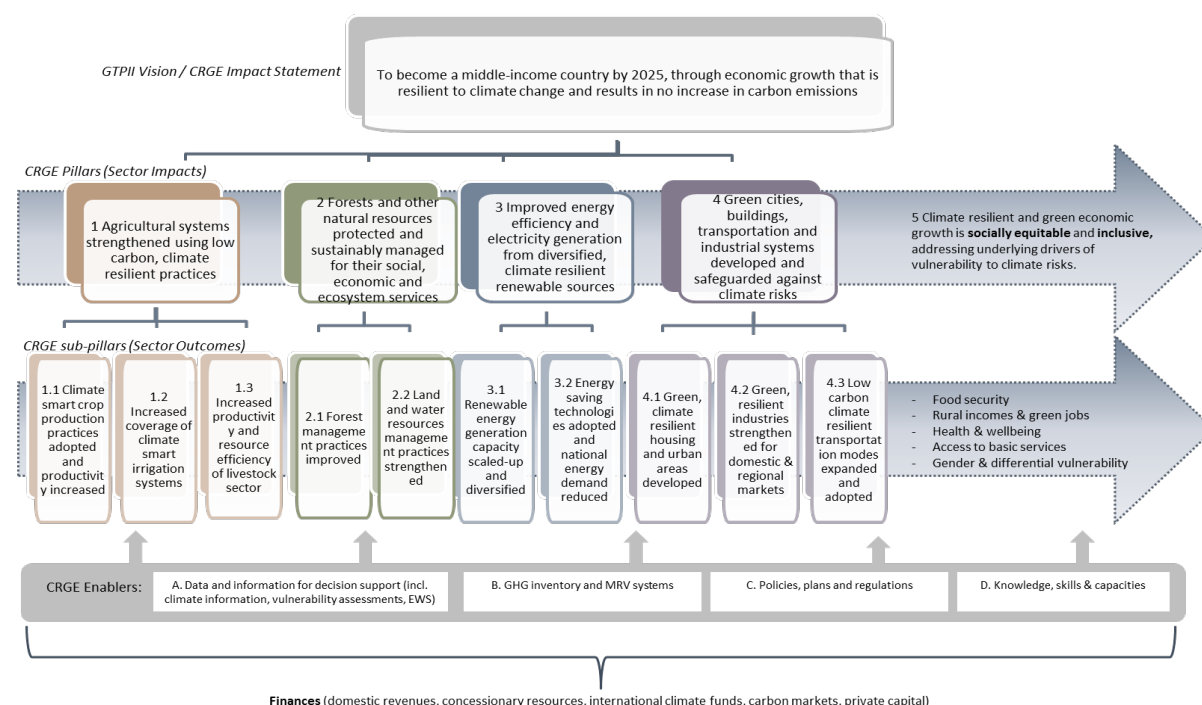 GTPII Vision / CRGE Impact Statement
To become a middle-income country by 2025, through economic growth that is
resilient to climate change and results in no increase in carbon emissions
CRGE Pillars (Sector Impacts)
1 Agricultural systems
strengthened using low
carbon, climate
resilient practices
2 Forests and other
natural resources
protected and
sustainably managed
for their social,
economic and
ecosystem services
3 Improved energy
efficiency and
electricity generation
from diversified,
climate resilient
renewable sources
4 Green cities,
buildings,
transportation
and industrial
systems
developed and
safeguarded against
climate risks
5 Climate resilient and green economic
growth is socially equitable and inclusive,
addressing underlying drivers of
vulnerability to climate risks.
CRGE sub-pillars (Sector Outcomes)
1.1 Climate
smart crop
production
practices
adopted
and
productivit
y increased
1.2
Increased
coverage of
climate
smart
irrigation
systems
1.3
Increased
productivit
y and
resource
efficiency
of livestock
sector
2.1 Forest
manageme
nt practices
improved
2.2 Land
and water
resources
manageme
nt practices
strengthen
ed
3.1
Renewable
energy
generation
capacity
scaled-up
and
diversified
3.2 Energy
saving
technologi
es adopted
and
national
energy
demand
reduced
4.1 Green,
climate
resilient
housing
and urban
areas
developed
4.2 Green,
resilient
industries
strengthen
ed for
domestic &
regional
markets
4.3 Low
carbon
climate
resilient
transportat
ion modes
expanded
and
adopted
- Food security
- Rural incomes & green jobs
- Health & wellbeing
- Access to basic services
- Gender & differential vulnerability
CRGE Enablers:
A. Data and information for decision support (incl.
climate information, vulnerability assessments, EWS)
B. GHG inventory and MRV systems
C. Policies, plans and regulations
D. Knowledge, skills & capacities
Finances (domestic revenues, concessionary resources, international climate funds, carbon markets, private capital)